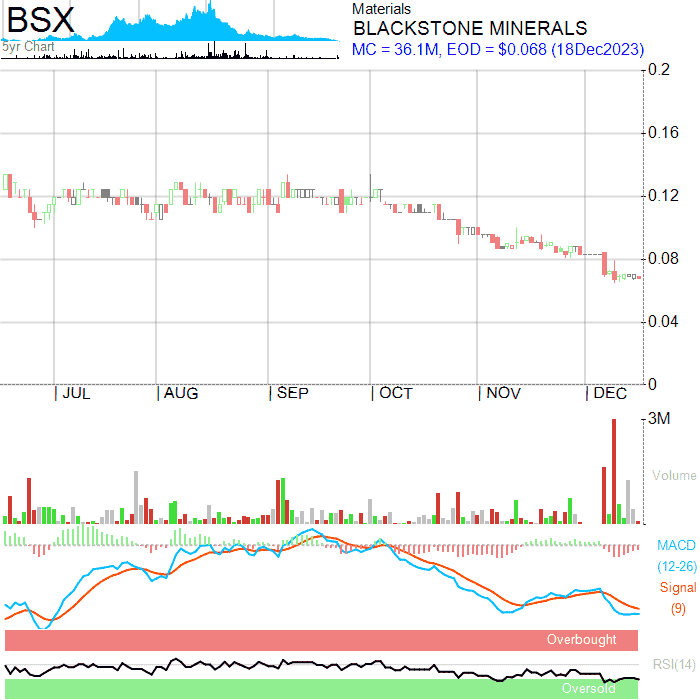 BSX
5yr Chart
Materials
BLACKSTONE MINERALS
MC = 36.1M, EOD = $0.068 (18Dec2023)
0.2
0.16
0.12
0.08
0.04
0
JUL AUG SEP OCT NOV DEC
3M
Volume
MACD
(12-26)
Signal
(9)
Overbought
RSI(14)
Oversold